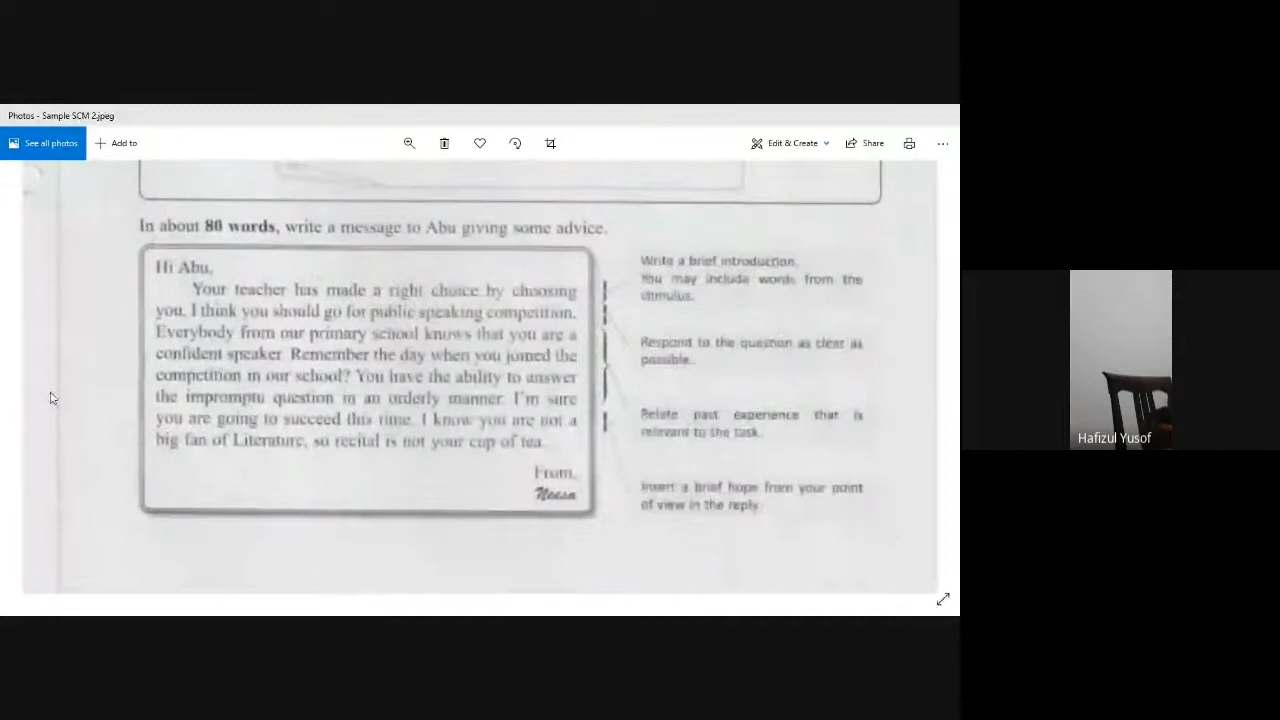 Photos - Sample SCM 2.jpeg
See all photos
Add to
Edit & Create
Share
In about 80 words, write a message to Abu giving some advice.
Hi Abu,
Your teacher has made a right choice by choosing
you. I think you should go for public speaking competition.
Everybody from our primary school knows that you are a
confident speaker. Remember the day when you joined the
competition in our school? You have the ability to answer
the impromptu question in an orderly manner. I'm sure
you are going to succeed this time. I know you are not a
big fan of Literature, so recital is not your cup of tea.
From,
Neesa
Write a brief introduction.
You may include words from the
stimulus.
Respond to the question as clear as
possible.
Relate past experience that is
relevant to the task.
Insert a brief hope from your point
of view in the reply.
Hafizul Yusof